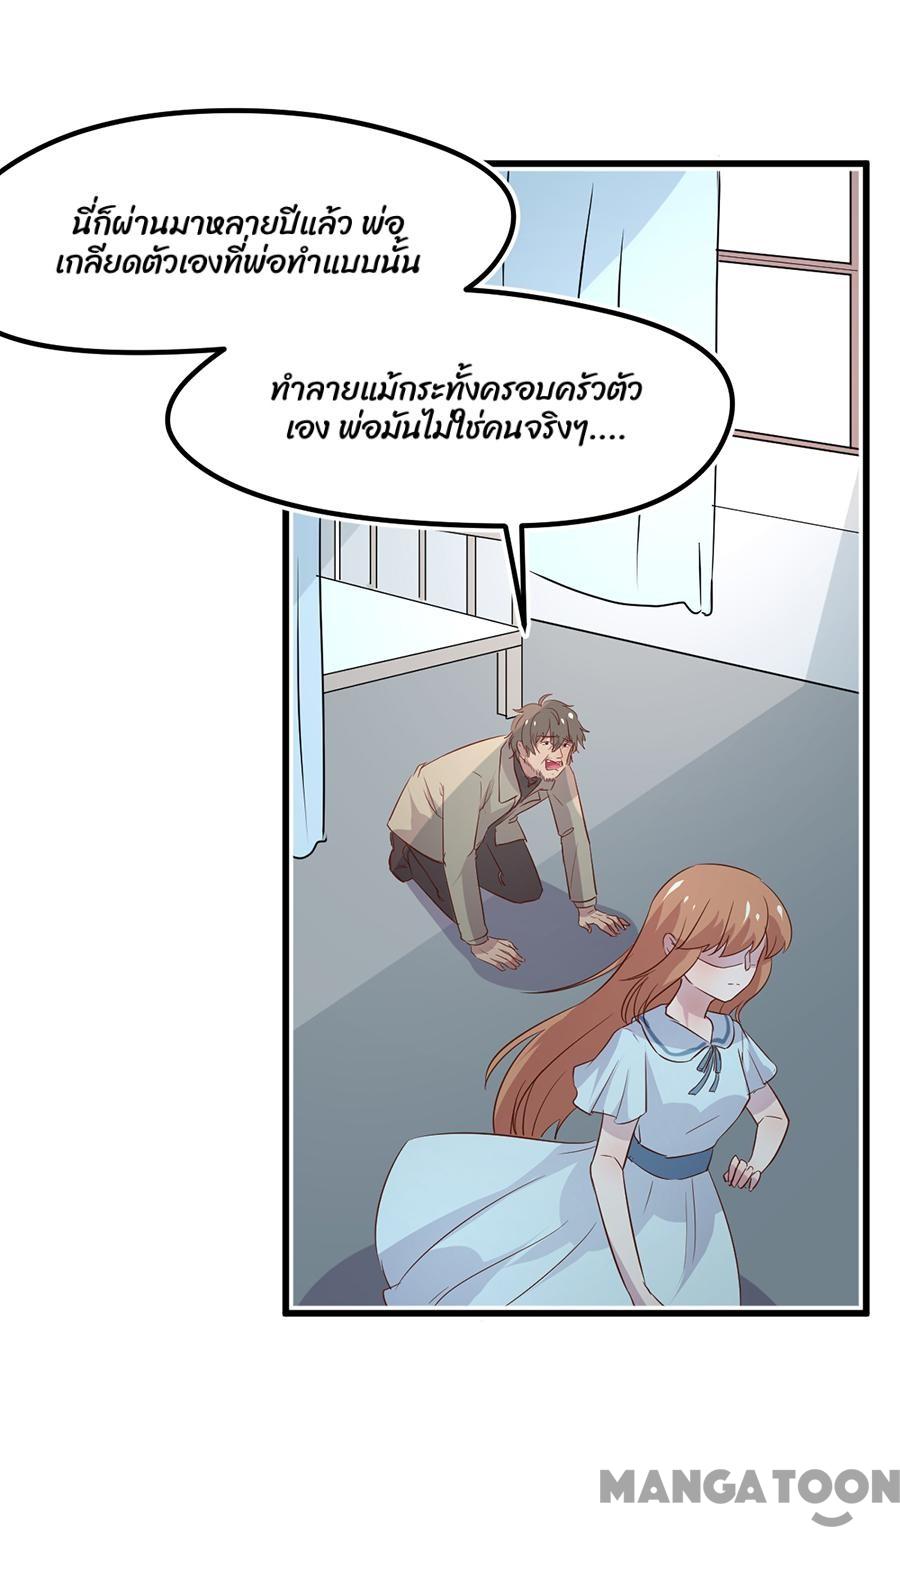 นี่ก็ผ่านมาหลายปีแล้ว พ่อ
เกลียดตัวเองที่พ่อทำแบบนั้น
ทำลายแม้กระทั้งครอบครัวตัว
เอง พ่อมันไม่ใช่คนจริงๆ....
MANGATOON